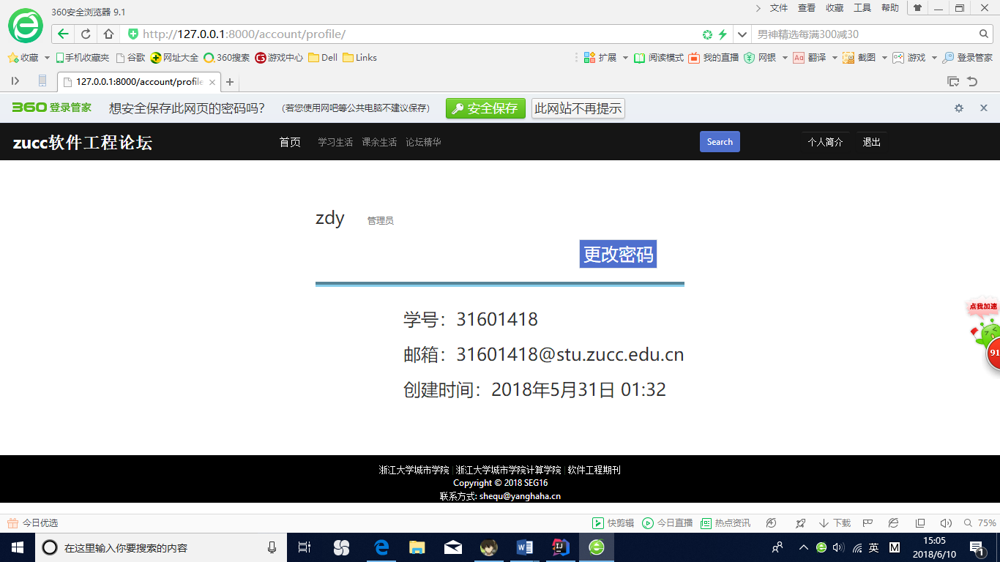 360安全浏览器 9.1
文件 查看 收藏 工具 帮助
http://127.0.0.1:8000/account/profile/
男神精选每满300减30
收藏 手机收藏夹 谷歌 网址大全 360搜索 游戏中心 Dell Links
扩展 阅读模式 我的直播 网银 Aa 翻译 截图 游戏 登录管家
127.0.0.1:8000/account/profile
360登录管家 想安全保存此网页的密码吗? (若您使用网吧等公共电脑不建议保存) 安全保存 此网站不再提示
zucc软件工程论坛 首页 学习生活 课余生活 论坛精华 Search 个人简介 退出
zdy 管理员
更改密码
点我加速
学号：31601418
91
邮箱：31601418@stu.zucc.edu.cn
创建时间：2018年5月31日 01:32
浙江大学城市学院 | 浙江大学城市学院计算学院 | 软件工程期刊
Copyright © 2018 SEG16
联系方式: shequ@yanghaha.cn
今日优选 快剪辑 今日直播 热点资讯 下载 75%
在这里输入你要搜索的内容
英 M 15:05
2018/6/10
1